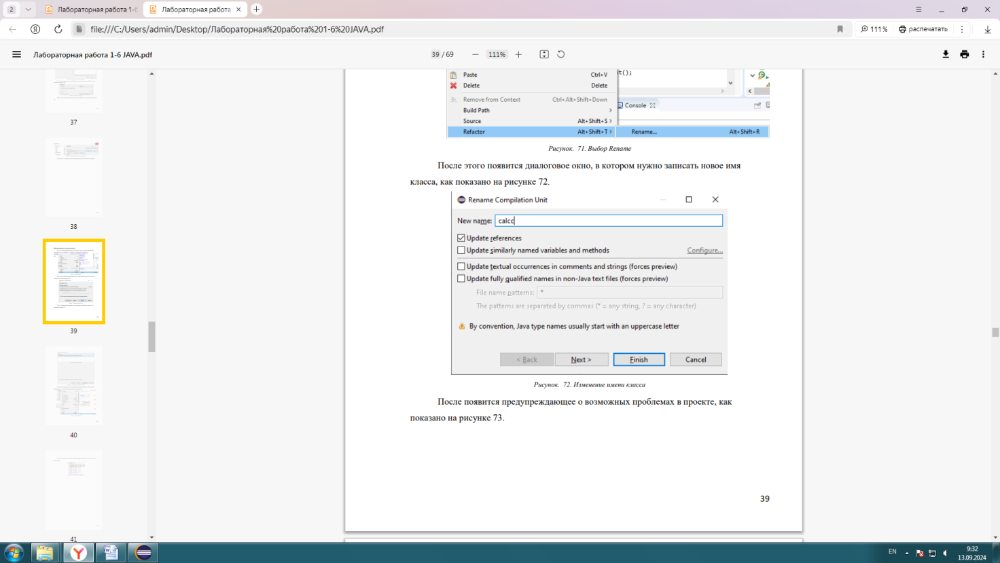 2
Лабораторная работа 1-6
Лабораторная работа
file:///C:/Users/admin/Desktop/Лабораторная%20работа%201-6%20JAVA.pdf
111%
распечатать
Лабораторная работа 1-6 JAVA.pdf
39 / 69
111%
37
38
39
40
41
Paste Ctrl+V
Delete Delete
Remove from Context Ctrl+Alt+Shift+Down
Build Path
Source Alt+Shift+S
Refactor Alt+Shift+T
t();
Console
Rename... Alt+Shift+R
Рисунок. 71. Выбор Rename
После этого появится диалоговое окно, в котором нужно записать новое имя
класса, как показано на рисунке 72.
Rename Compilation Unit
New name: calcc
Update references
Update similarly named variables and methods Configure...
Update textual occurrences in comments and strings (forces preview)
Update fully qualified names in non-Java text files (forces preview)
File name patterns: *
The patterns are separated by commas (* = any string, ? = any character)
By convention, Java type names usually start with an uppercase letter
< Back Next > Finish Cancel
Рисунок. 72. Изменение имени класса
После появится предупреждающее о возможных проблемах в проекте, как
показано на рисунке 73.
39
EN
9:32
13.09.2024